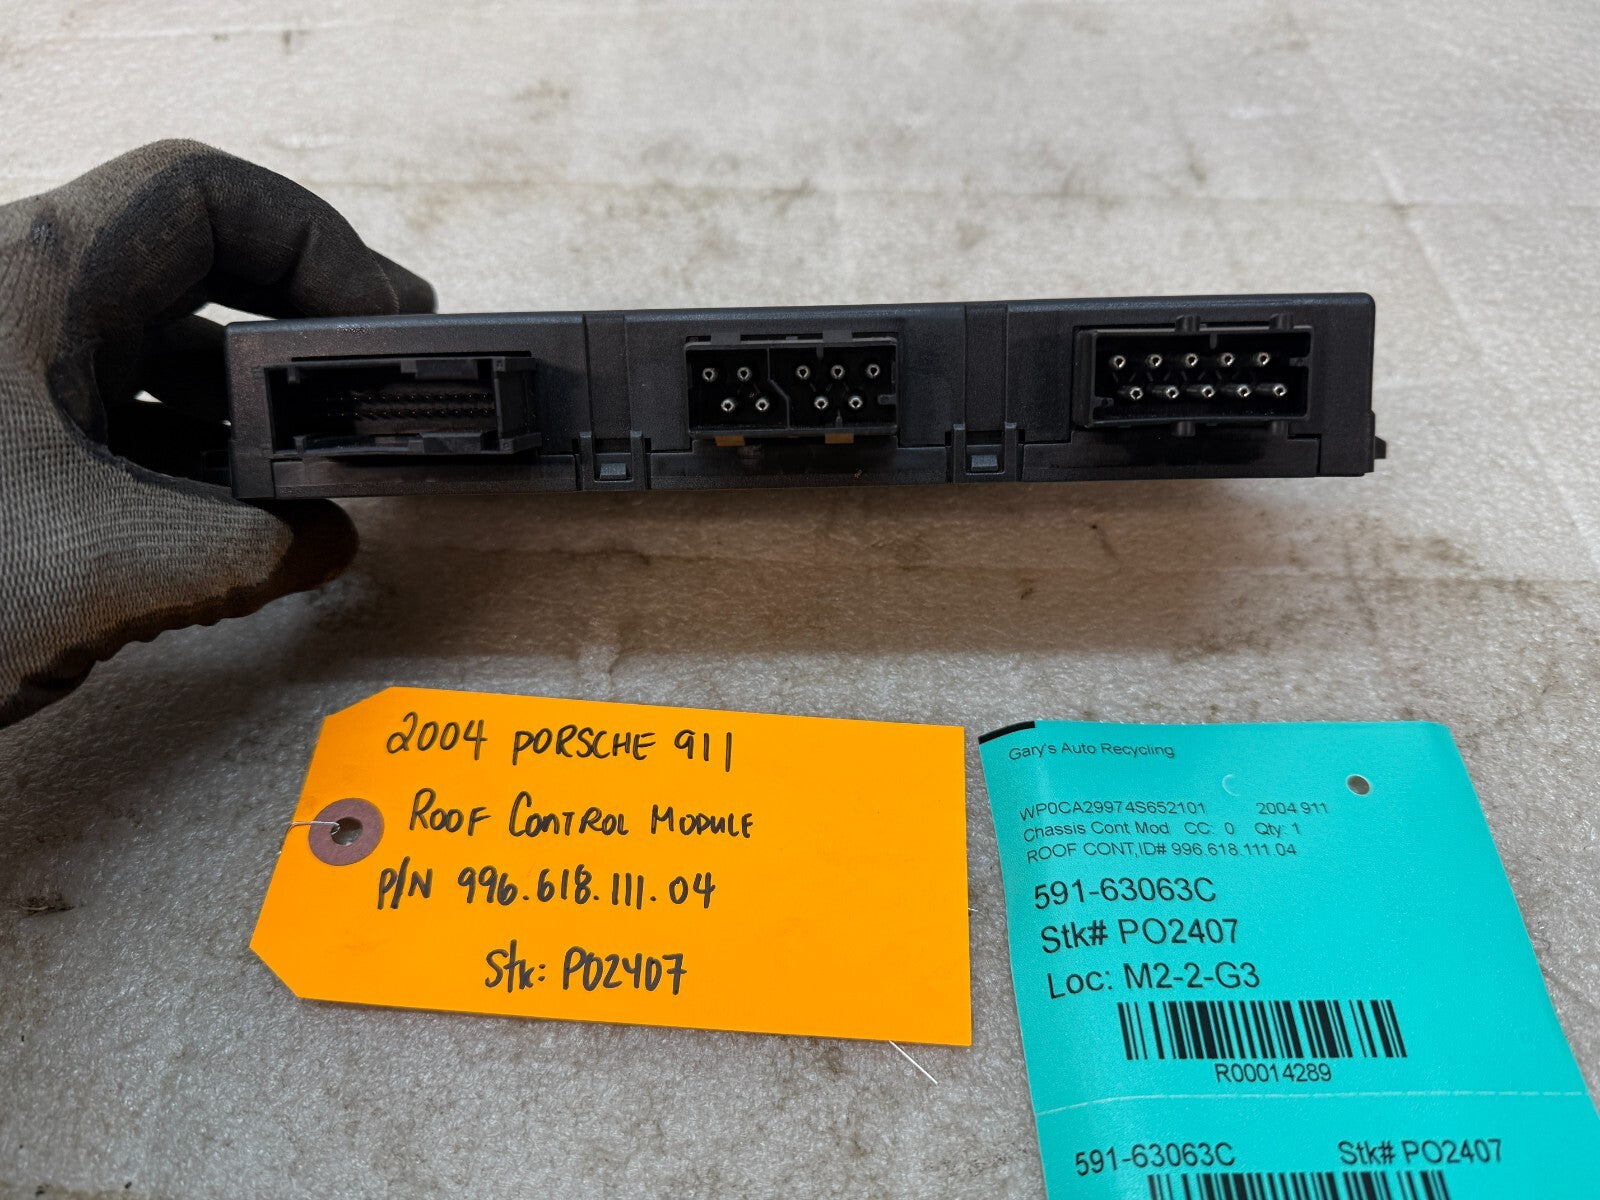 2004 PORSCHE 911
ROOF CONTROL MODULE
P/N 996.618.111.04
Stk: PO2407
Gary's Auto Recycling
WP0CA29974S652101 2004 911
Chassis Cont Mod CC: 0 Qty: 1
ROOF CONT,ID# 996.618.111.04
591-63063C
Stk# PO2407
Loc: M2-2-G3
R00014289
591-63063C Stk# PO2407